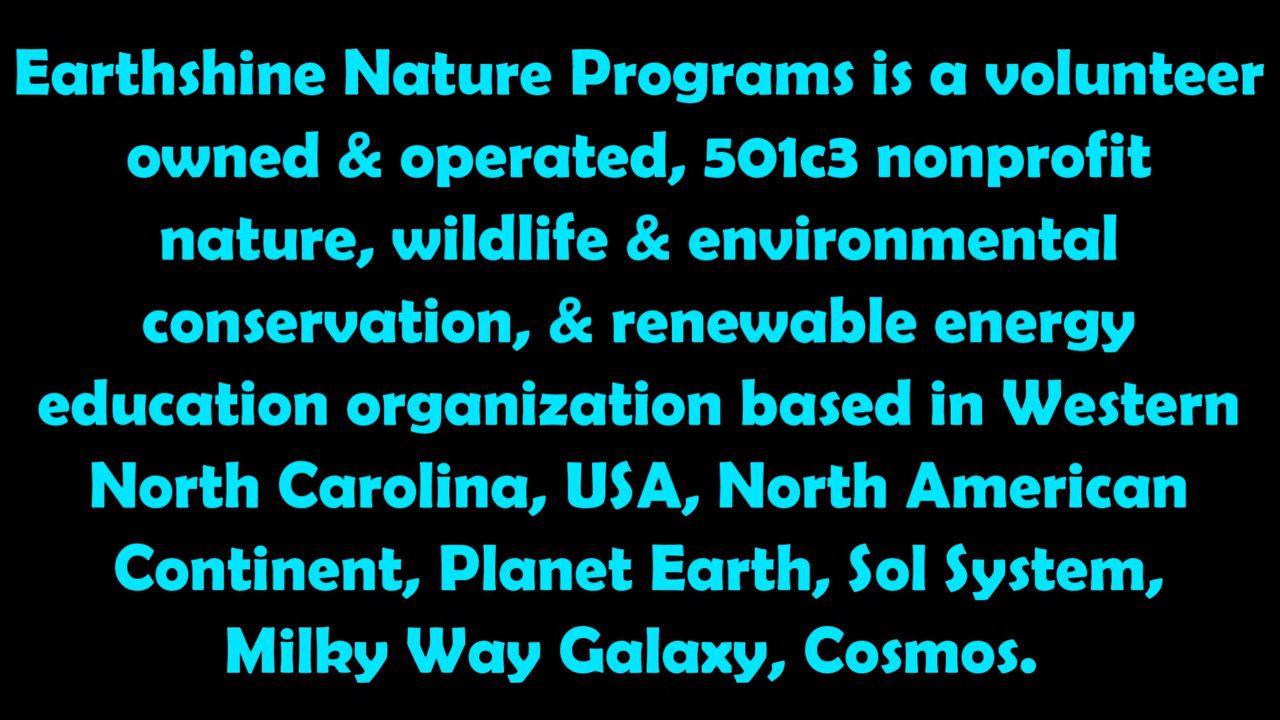 Earthshine Nature Programs is a volunteer
owned & operated, 501c3 nonprofit
nature, wildlife & environmental
conservation, & renewable energy
education organization based in Western
North Carolina, USA, North American
Continent, Planet Earth, Sol System,
Milky Way Galaxy, Cosmos.